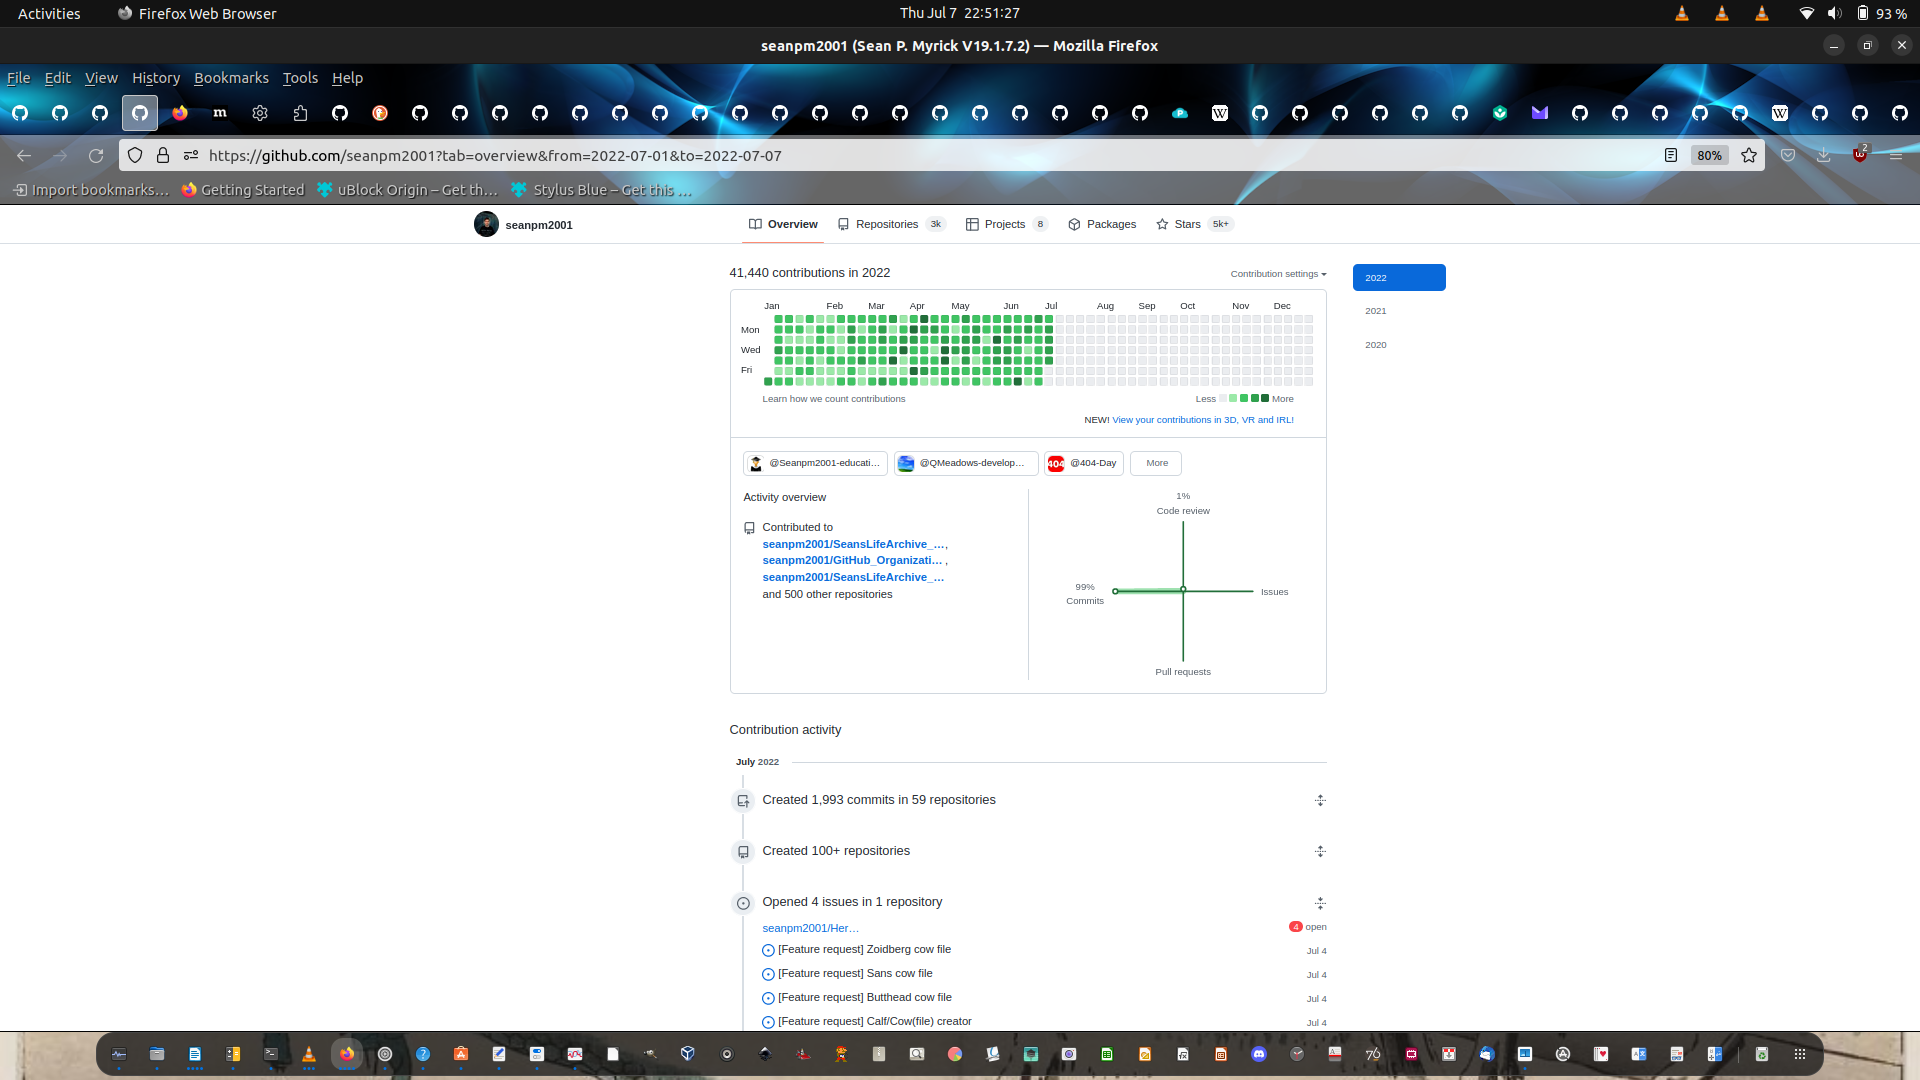 Activities Firefox Web Browser Thu Jul 7 22:51:27 93 %
seanpm2001 (Sean P. Myrick V19.1.7.2) — Mozilla Firefox
File Edit View History Bookmarks Tools Help
https://github.com/seanpm2001?tab=overview&from=2022-07-01&to=2022-07-07 80% 2
Import bookmarks… Getting Started uBlock Origin – Get th… Stylus Blue – Get this …
seanpm2001 Overview Repositories 3k Projects 8 Packages Stars 5k+
41,440 contributions in 2022 Contribution settings
2022
2021
2020
Jan Feb Mar Apr May Jun Jul Aug Sep Oct Nov Dec
Mon
Wed
Fri
Learn how we count contributions Less More
NEW! View your contributions in 3D, VR and IRL!
@Seanpm2001-educati… @QMeadows-develop… 404 @404-Day More
Activity overview
Contributed to
seanpm2001/SeansLifeArchive_…,
seanpm2001/GitHub_Organizati… ,
seanpm2001/SeansLifeArchive_…
and 500 other repositories
1%
Code review
99%
Commits
Issues
Pull requests
Contribution activity
July 2022
Created 1,993 commits in 59 repositories
Created 100+ repositories
Opened 4 issues in 1 repository
seanpm2001/Her… 4 open
[Feature request] Zoidberg cow file Jul 4
[Feature request] Sans cow file Jul 4
[Feature request] Butthead cow file Jul 4
[Feature request] Calf/Cow(file) creator Jul 4